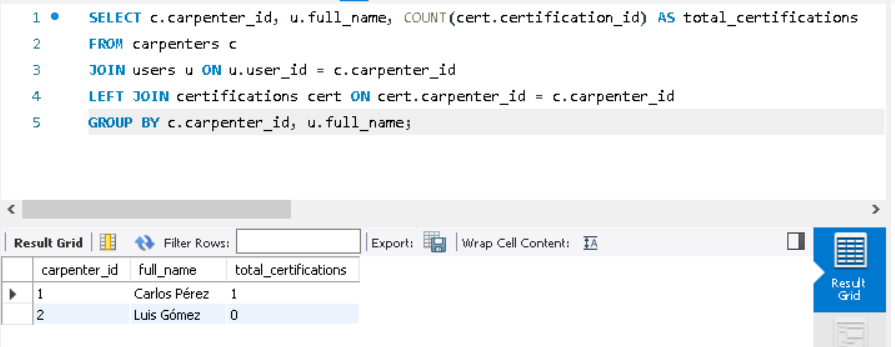 1 SELECT c.carpenter_id, u.full_name, COUNT(cert.certification_id) AS total_certifications
2 FROM carpenters c
3 JOIN users u ON u.user_id = c.carpenter_id
4 LEFT JOIN certifications cert ON cert.carpenter_id = c.carpenter_id
5 GROUP BY c.carpenter_id, u.full_name;
Result Grid Filter Rows: Export: Wrap Cell Content: IA
carpenter_id full_name total_certifications
1 Carlos Pérez 1
2 Luis Gómez 0
Result
Grid